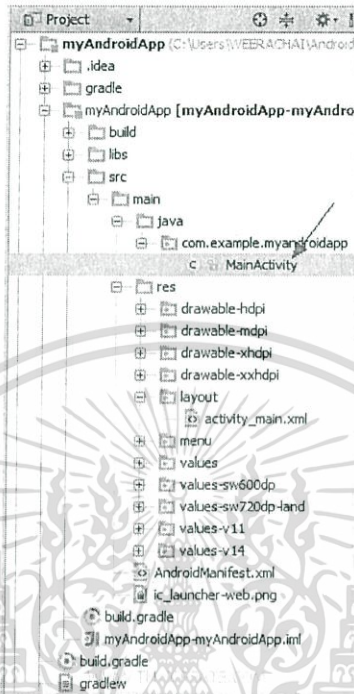 Project
myAndroidApp (C:\Users\WEERACHAI\Android
.idea
gradle
myAndroidApp [myAndroidApp-myAndro
build
libs
src
main
java
com.example.myandroidapp
MainActivity
res
drawable-hdpi
drawable-mdpi
drawable-xhdpi
drawable-xxhdpi
layout
activity_main.xml
menu
values
values-sw600dp
values-sw720dp-land
values-v11
values-v14
AndroidManifest.xml
ic_launcher-web.png
build.gradle
myAndroidApp-myAndroidApp.iml
build.gradle
gradlew